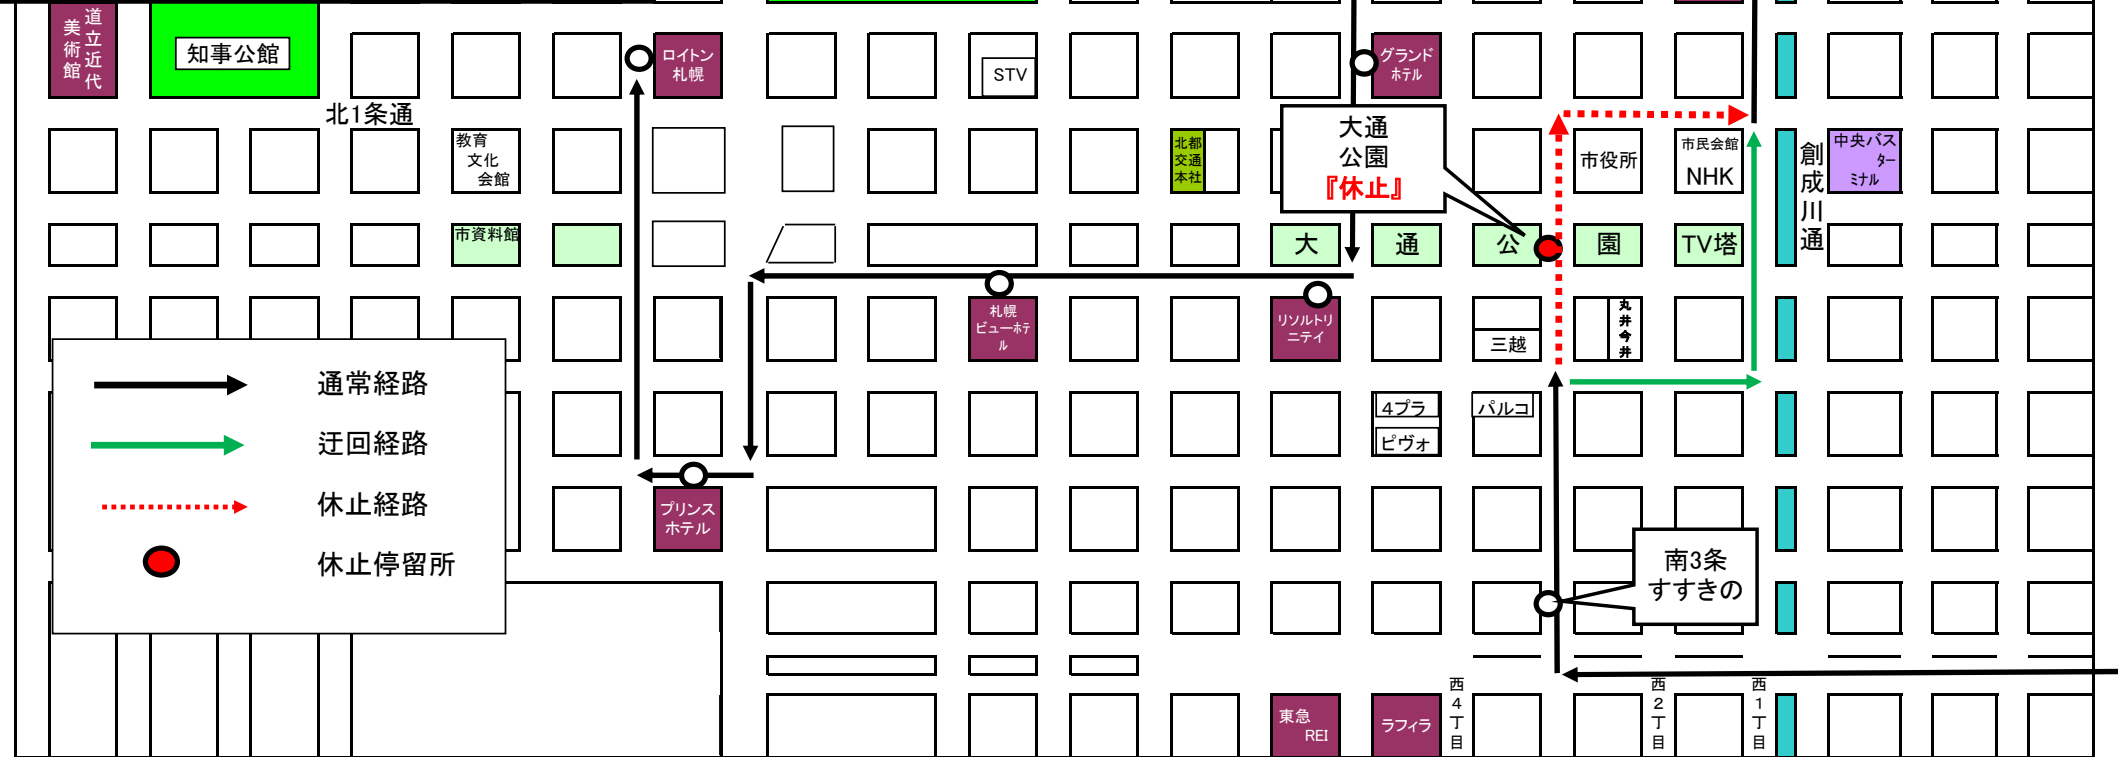 道立近代
美術館
知事公館
ロイトン
札幌
STV
グランド
ホテル
北1条通
教育
文化
会館
北都
交通
本社
大通
公園
『休止』
市役所
市民会館
NHK
創成川通
中央バス
ター
ミナル
市資料館
大
通
公
園
TV塔
札幌
ビューホテ
ル
リソルトリ
ニテイ
三越
丸井今井
通常経路
迂回経路
休止経路
休止停留所
4プラ
ピヴォ
パルコ
プリンス
ホテル
南3条
すすきの
東急
REI
ラフィラ
西4丁目
西2丁目
西1丁目